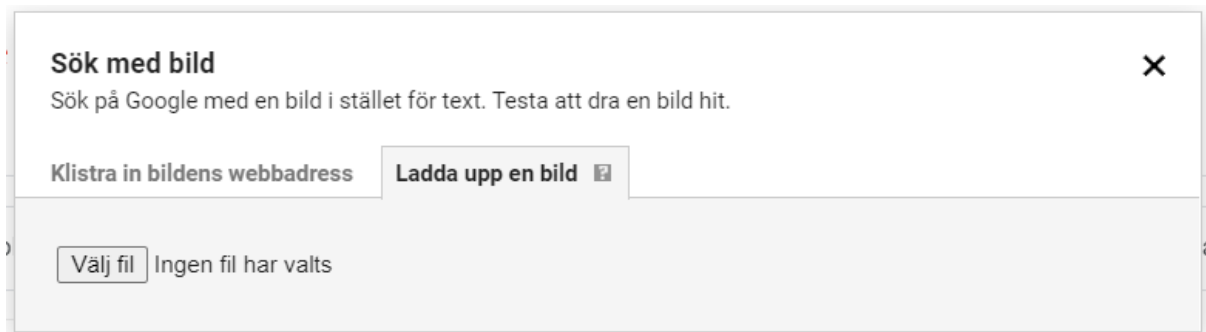 Sök med bild
Sök på Google med en bild i stället för text. Testa att dra en bild hit.
Klistra in bildens webbadress Ladda upp en bild ?
Välj fil Ingen fil har valts